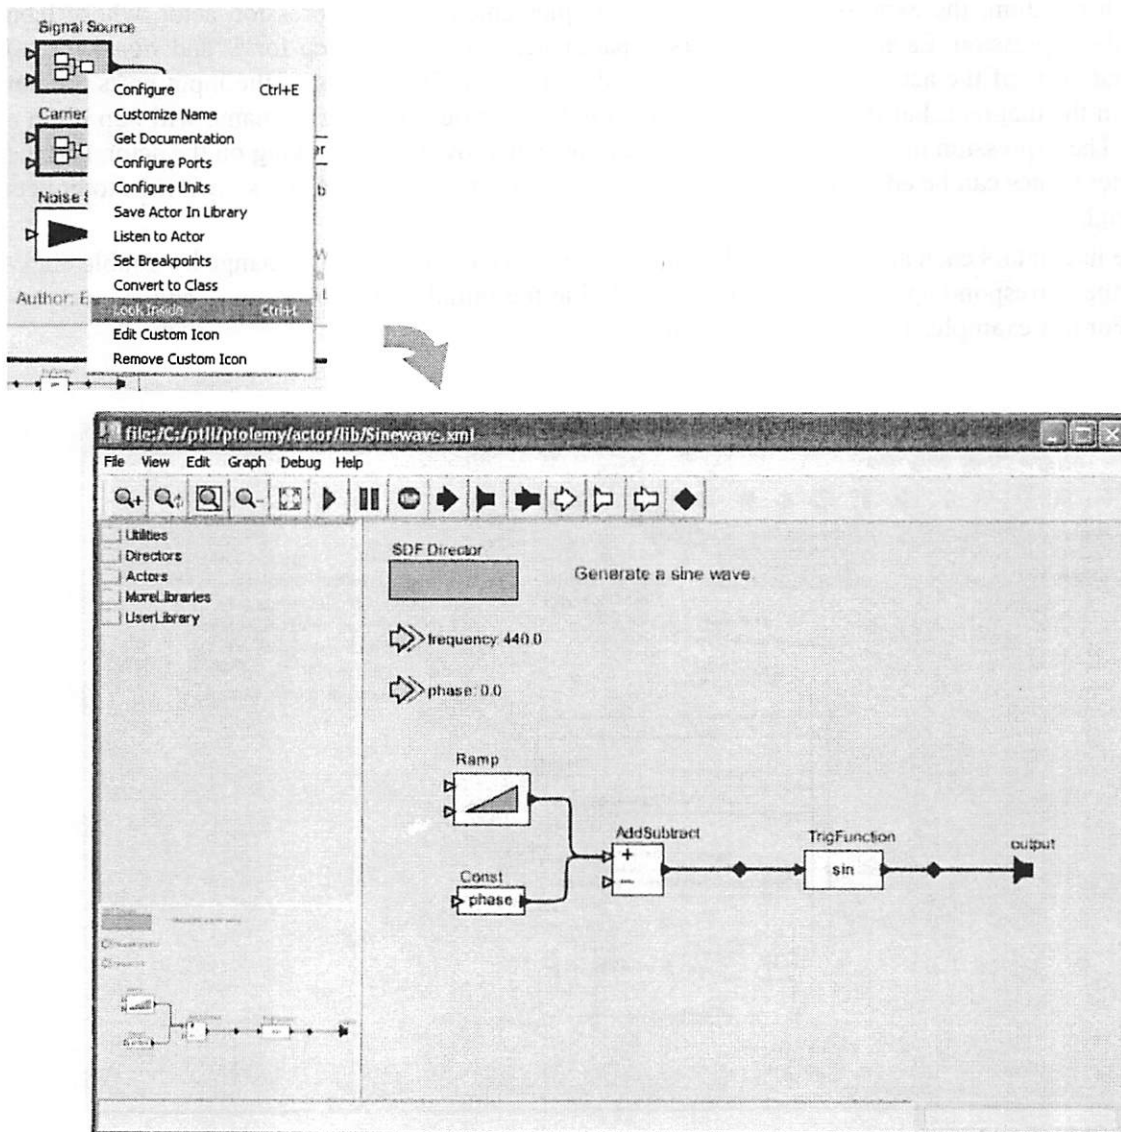 Signal Source
Configure Ctrl+E
Customize Name
Carrier
Get Documentation
Configure Ports
Configure Units
Noise S
Save Actor In Library
Listen to Actor
Set Breakpoints
Convert to Class
Author: E
Look Inside Ctrl+L
Edit Custom Icon
Remove Custom Icon
file:/C:/ptII/ptolemy/actor/lib/Sinewave.xml
File View Edit Graph Debug Help
Utilities
Directors
Actors
MoreLibraries
UserLibrary
SDF Director
Generate a sine wave.
frequency: 440.0
phase: 0.0
Ramp
AddSubtract
+
–
TrigFunction
sin
output
Const
phase